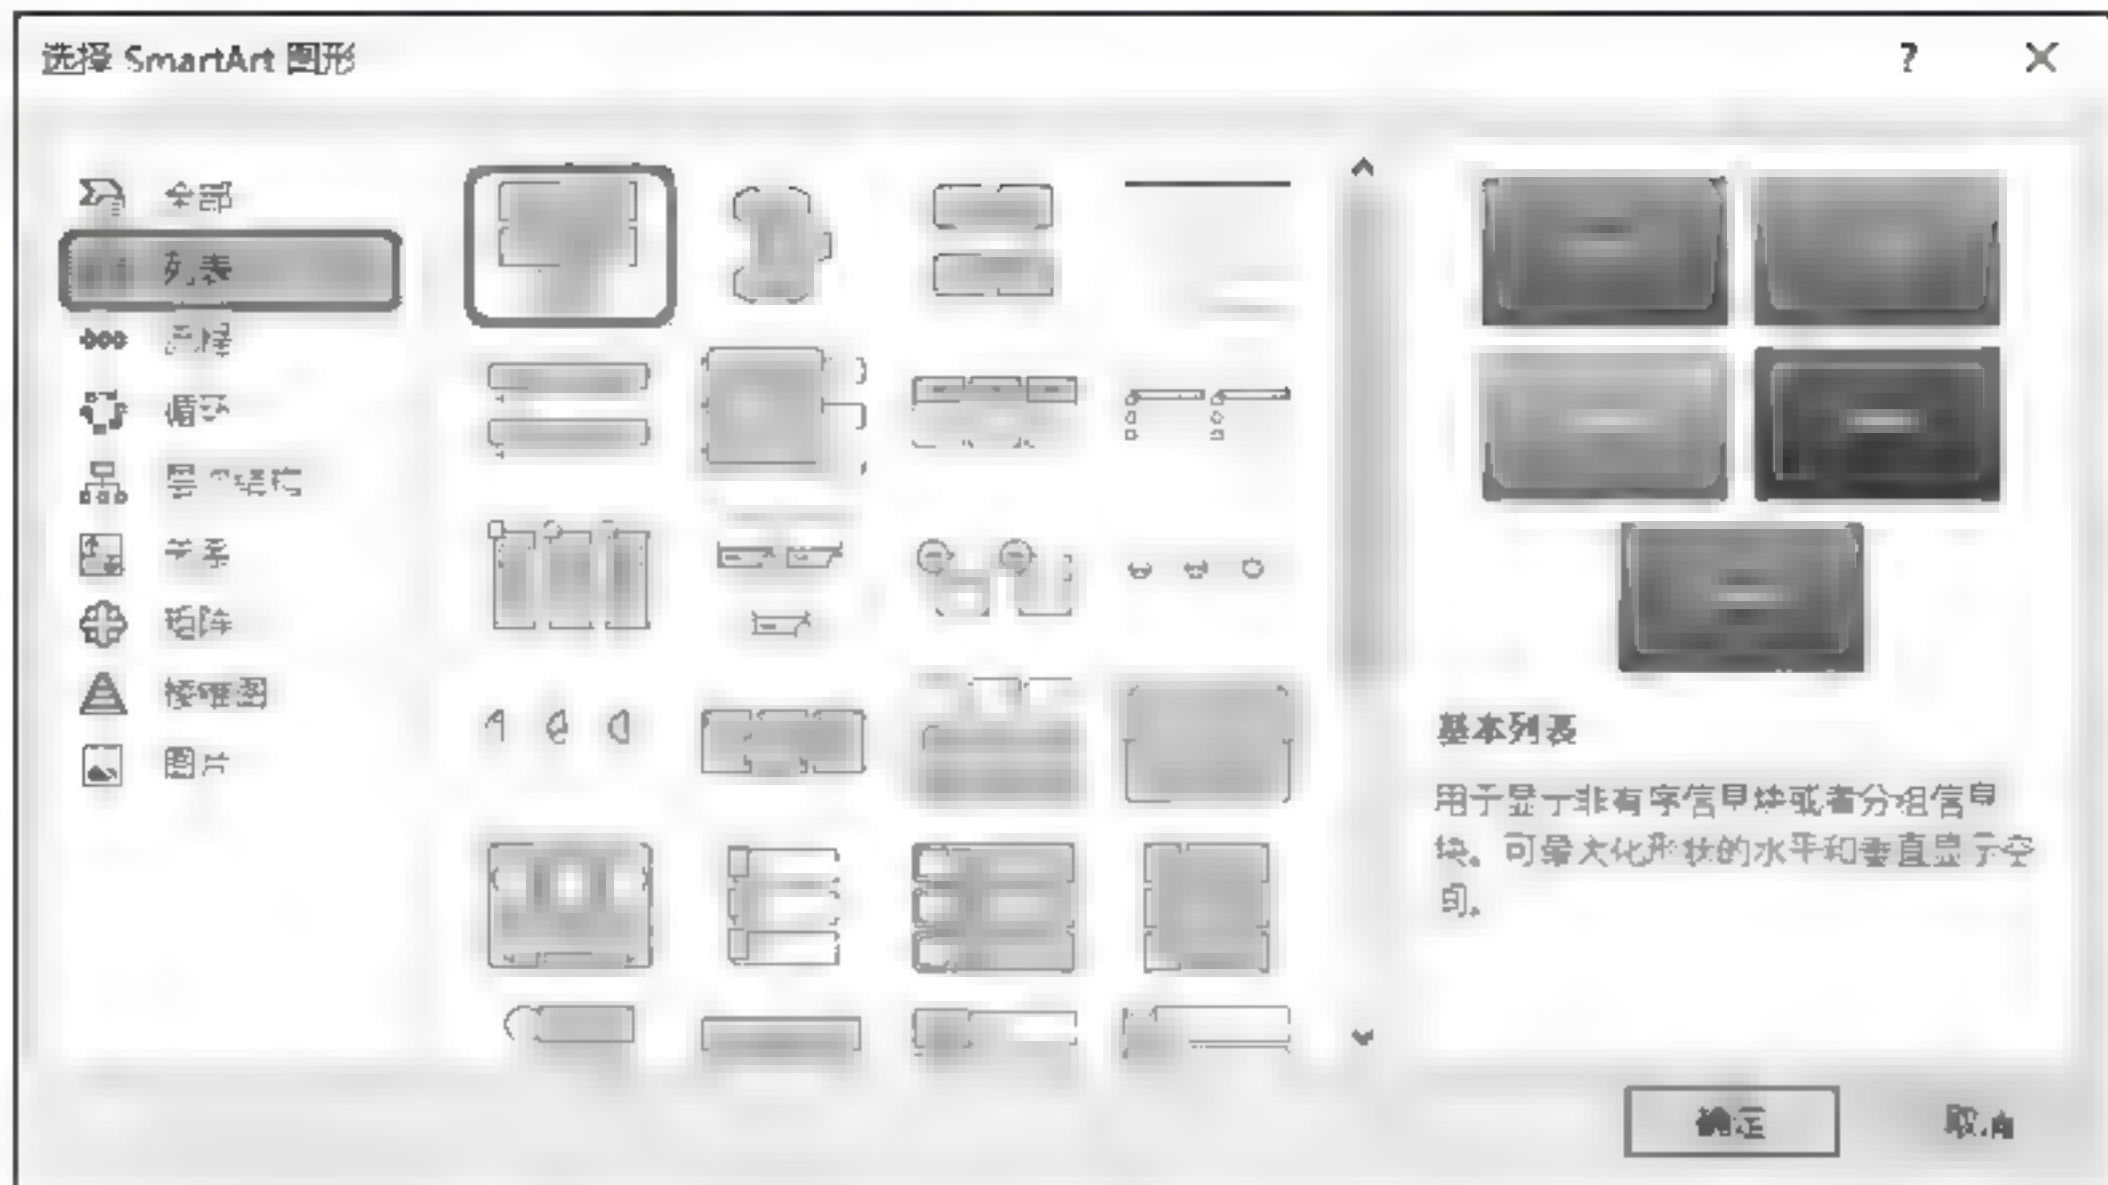 选择 SmartArt 图形
?
全部
列表
流程
循环
层次结构
关系
矩阵
棱锥图
图片
基本列表
用于显示非有序信息块或者分组信息
块。可最大化形状的水平和垂直显示空
间。
确定
取消